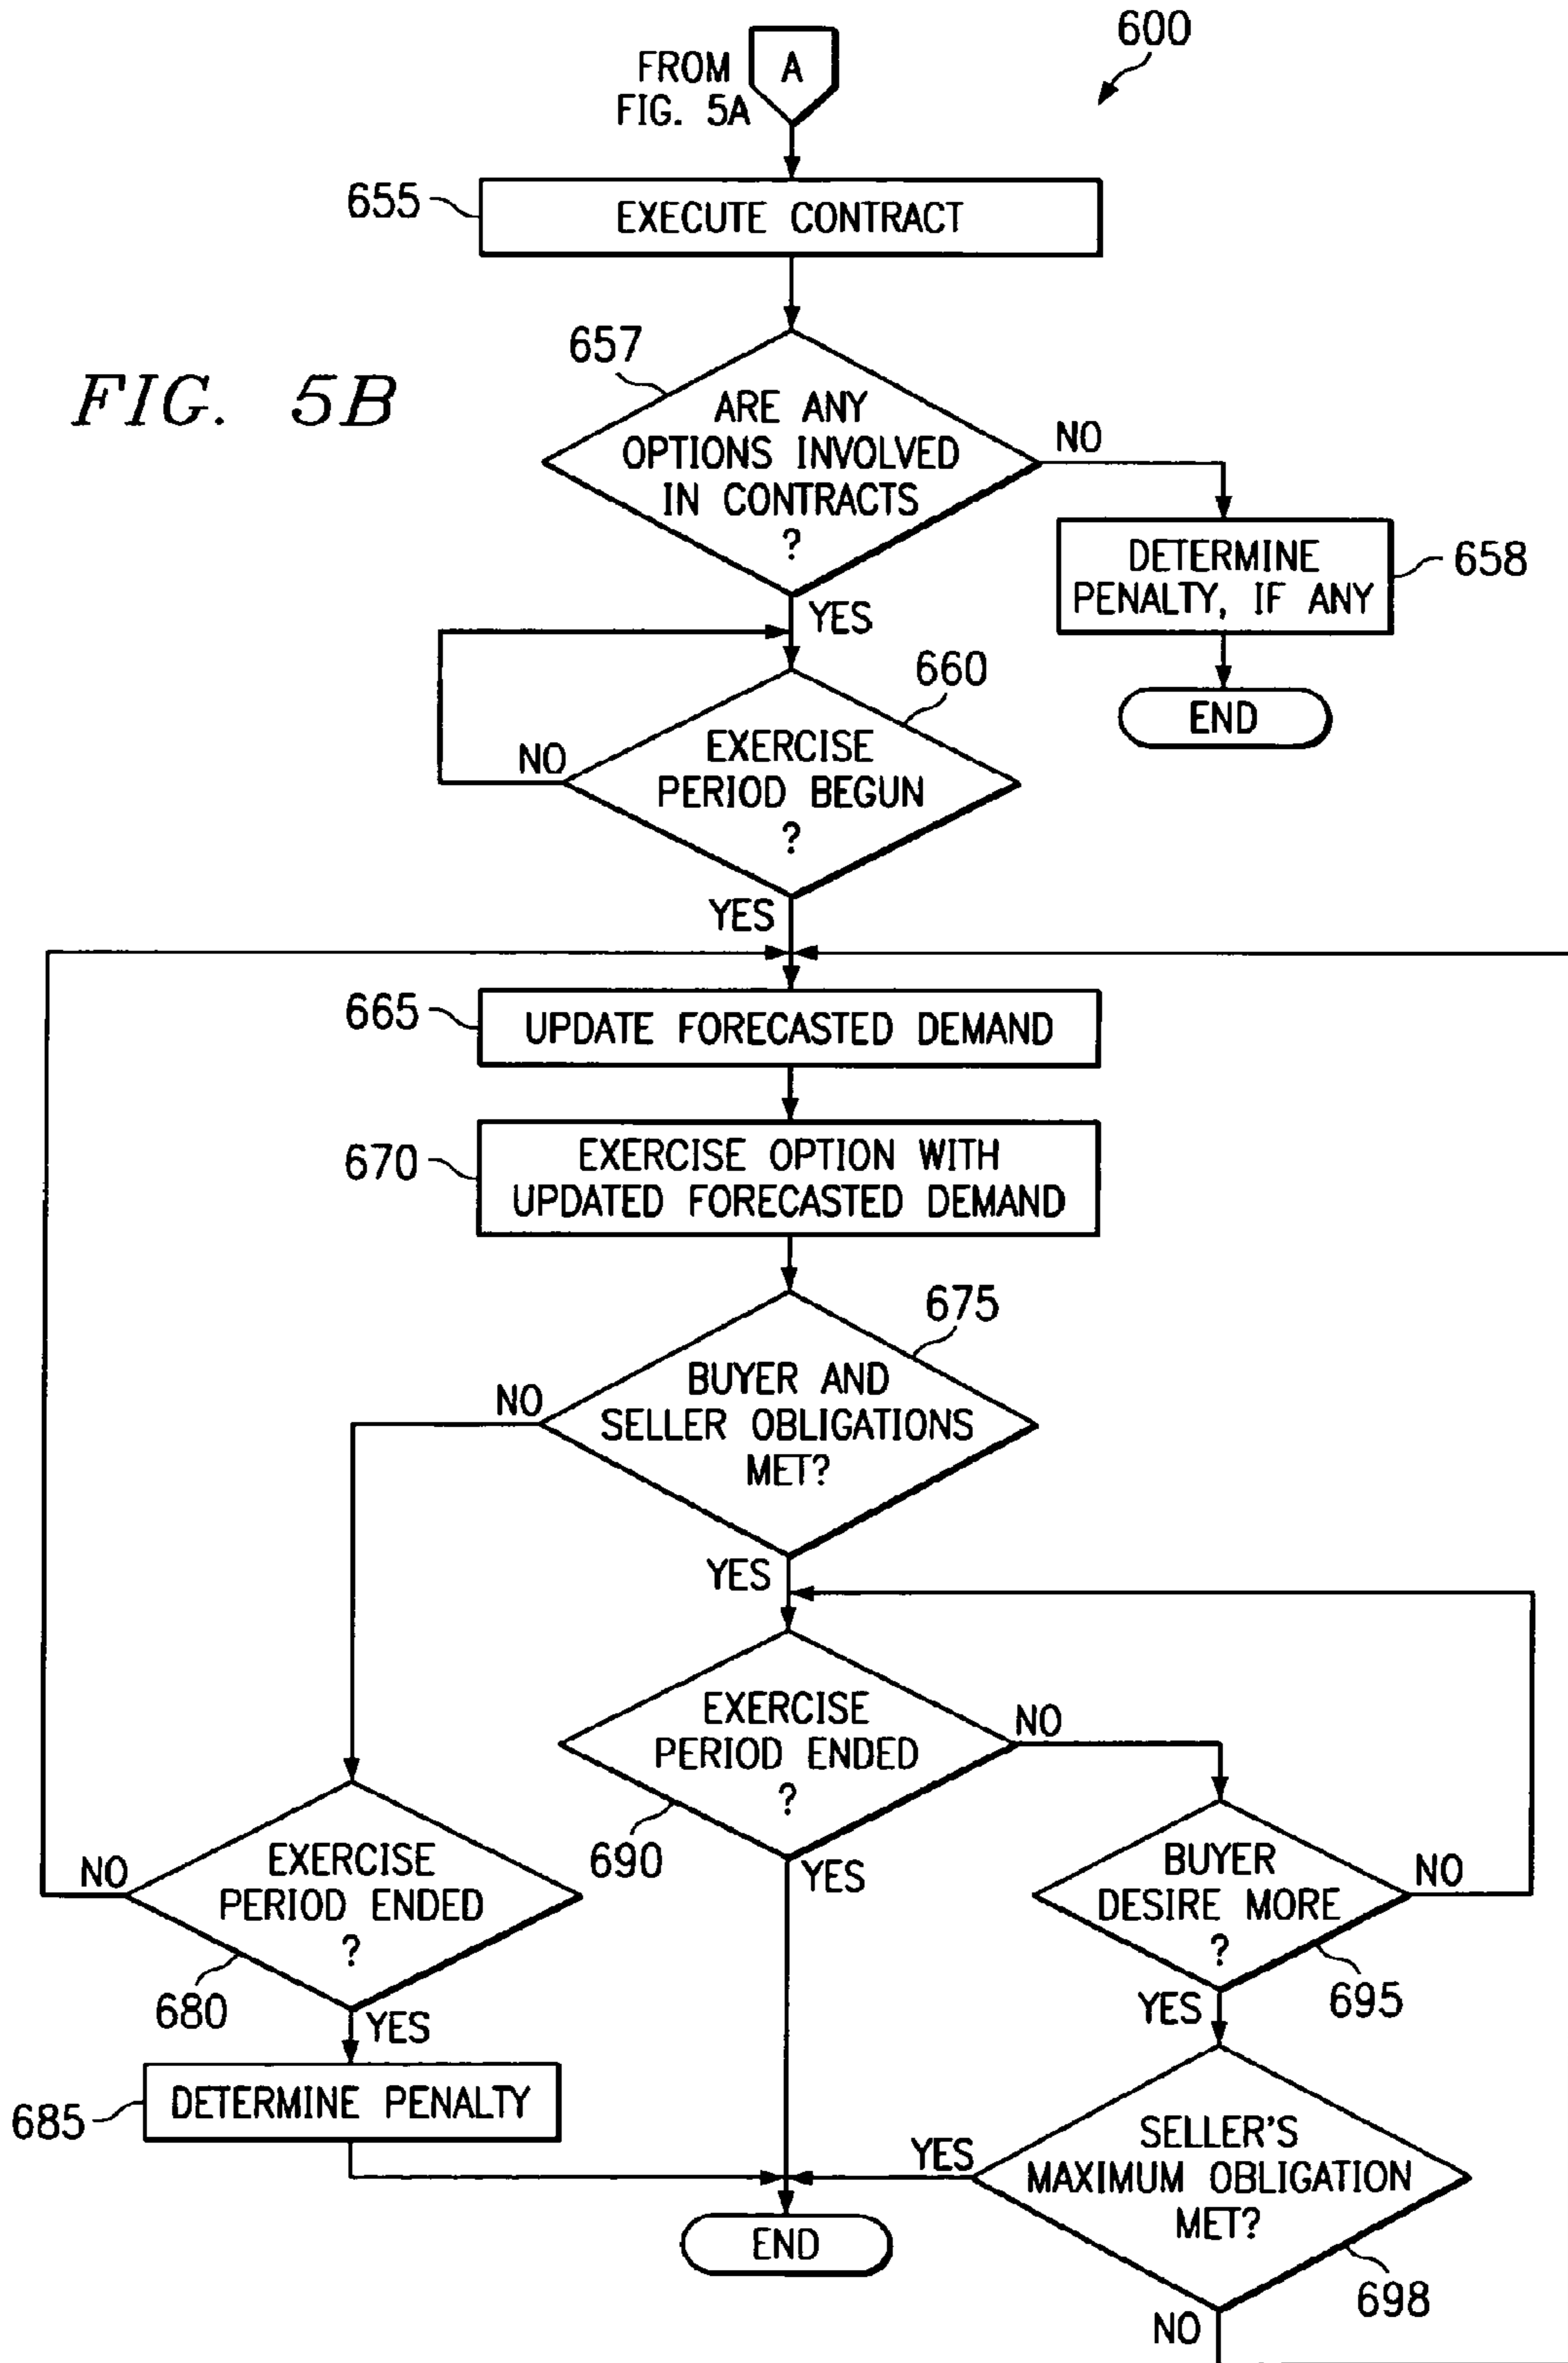 600
FROM
FIG. 5A
A
655
EXECUTE CONTRACT
FIG. 5B
657
ARE ANY
OPTIONS INVOLVED
IN CONTRACTS
?
NO
DETERMINE
PENALTY, IF ANY
658
END
YES
660
EXERCISE
PERIOD BEGUN
?
NO
YES
665
UPDATE FORECASTED DEMAND
670
EXERCISE OPTION WITH
UPDATED FORECASTED DEMAND
675
BUYER AND
SELLER OBLIGATIONS
MET?
NO
YES
EXERCISE
PERIOD ENDED
?
690
NO
YES
EXERCISE
PERIOD ENDED
?
NO
680
YES
BUYER
DESIRE MORE
?
NO
695
YES
685
DETERMINE PENALTY
SELLER'S
MAXIMUM OBLIGATION
MET?
YES
698
NO
END